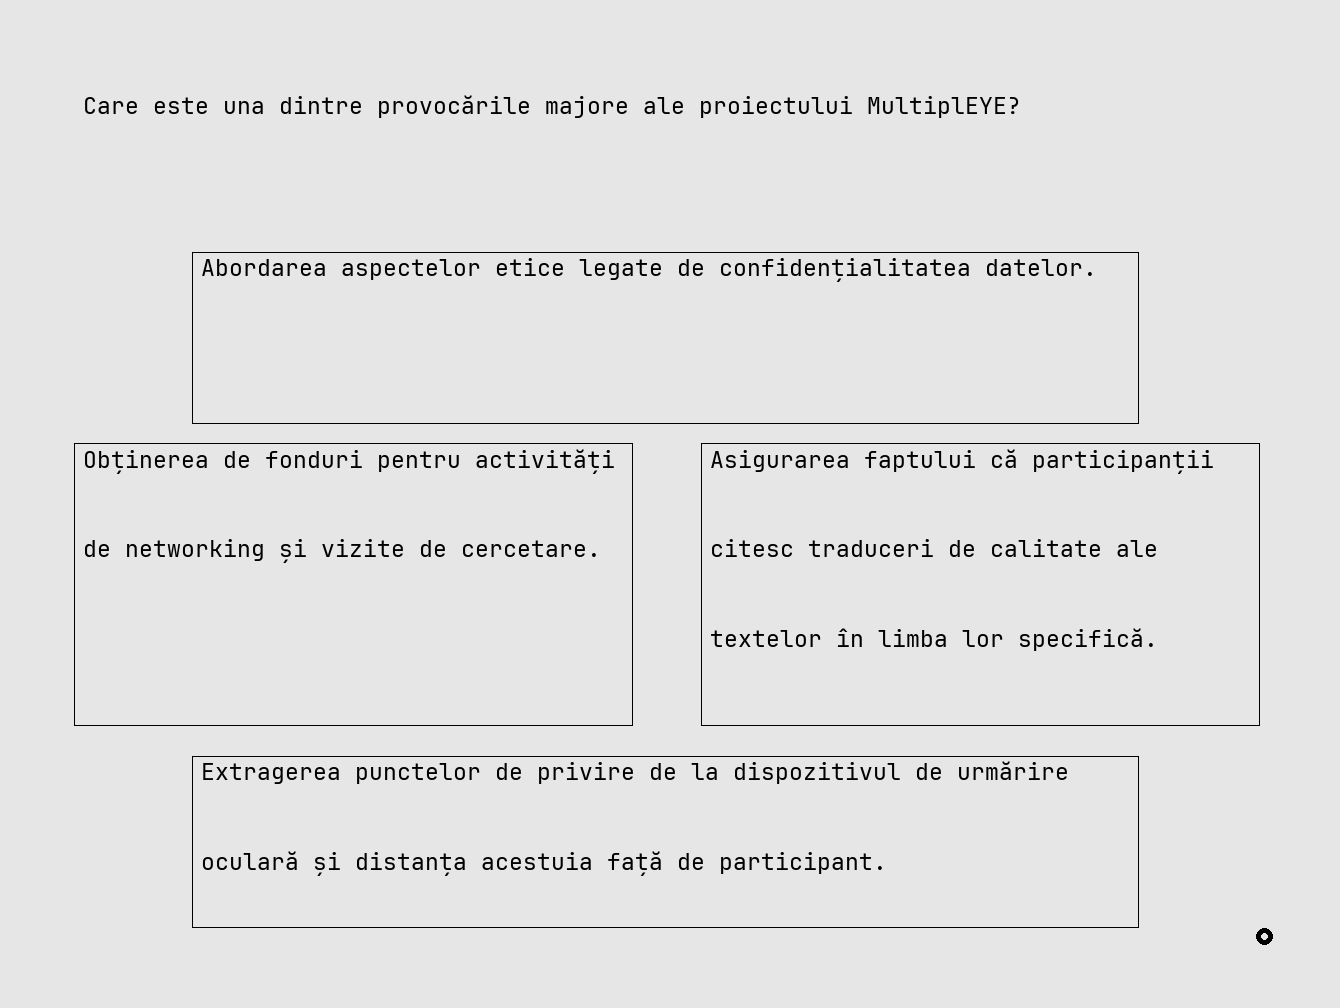 Care este una dintre provocările majore ale proiectului MultiplEYE?
Abordarea aspectelor etice legate de confidențialitatea datelor.
Obținerea de fonduri pentru activități
de networking și vizite de cercetare.
Asigurarea faptului că participanții
citesc traduceri de calitate ale
textelor în limba lor specifică.
Extragerea punctelor de privire de la dispozitivul de urmărire
oculară și distanța acestuia față de participant.